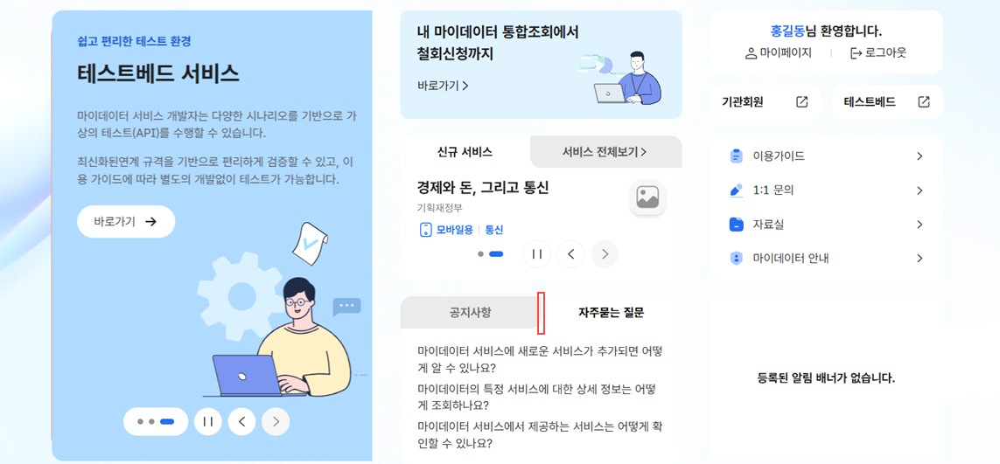 쉽고 편리한 테스트 환경
테스트베드 서비스
마이데이터 서비스 개발자는 다양한 시나리오를 기반으로 가
상의 테스트(API)를 수행할 수 있습니다.
최신화된연계 규격을 기반으로 편리하게 검증할 수 있고, 이
용 가이드에 따라 별도의 개발없이 테스트가 가능합니다.
바로가기
내 마이데이터 통합조회에서
철회신청까지
바로가기
신규 서비스
서비스 전체보기
경제와 돈, 그리고 통신
기획재정부
모바일용
통신
공지사항
자주묻는 질문
마이데이터 서비스에 새로운 서비스가 추가되면 어떻
게 알 수 있나요?
마이데이터의 특정 서비스에 대한 상세 정보는 어떻
게 조회하나요?
마이데이터 서비스에서 제공하는 서비스는 어떻게 확
인할 수 있나요?
홍길동님 환영합니다.
마이페이지
로그아웃
기관회원
테스트베드
이용가이드
1:1 문의
자료실
마이데이터 안내
등록된 알림 배너가 없습니다.